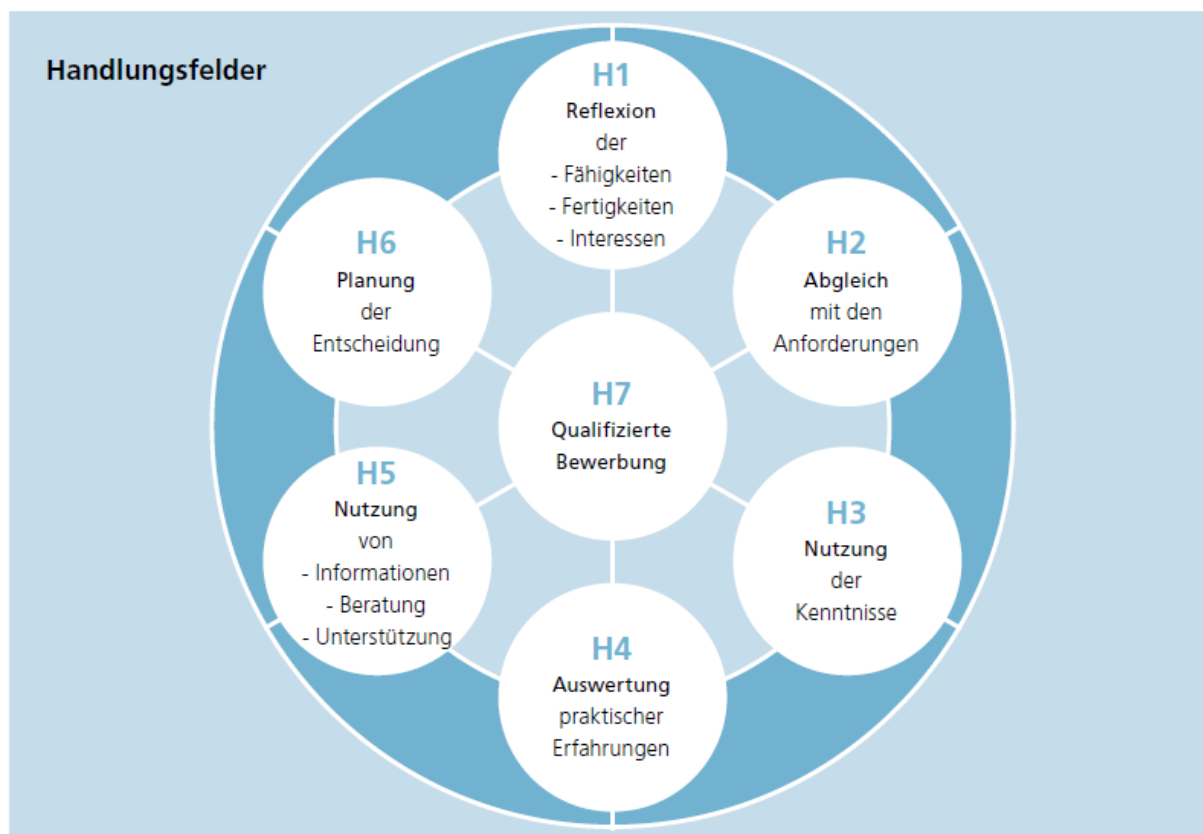 Handlungsfelder
H1
Reflexion
der
- Fähigkeiten
- Fertigkeiten
- Interessen
H2
Abgleich
mit den
Anforderungen
H3
Nutzung
der
Kenntnisse
H4
Auswertung
praktischer
Erfahrungen
H5
Nutzung
von
- Informationen
- Beratung
- Unterstützung
H6
Planung
der
Entscheidung
H7
Qualifizierte
Bewerbung